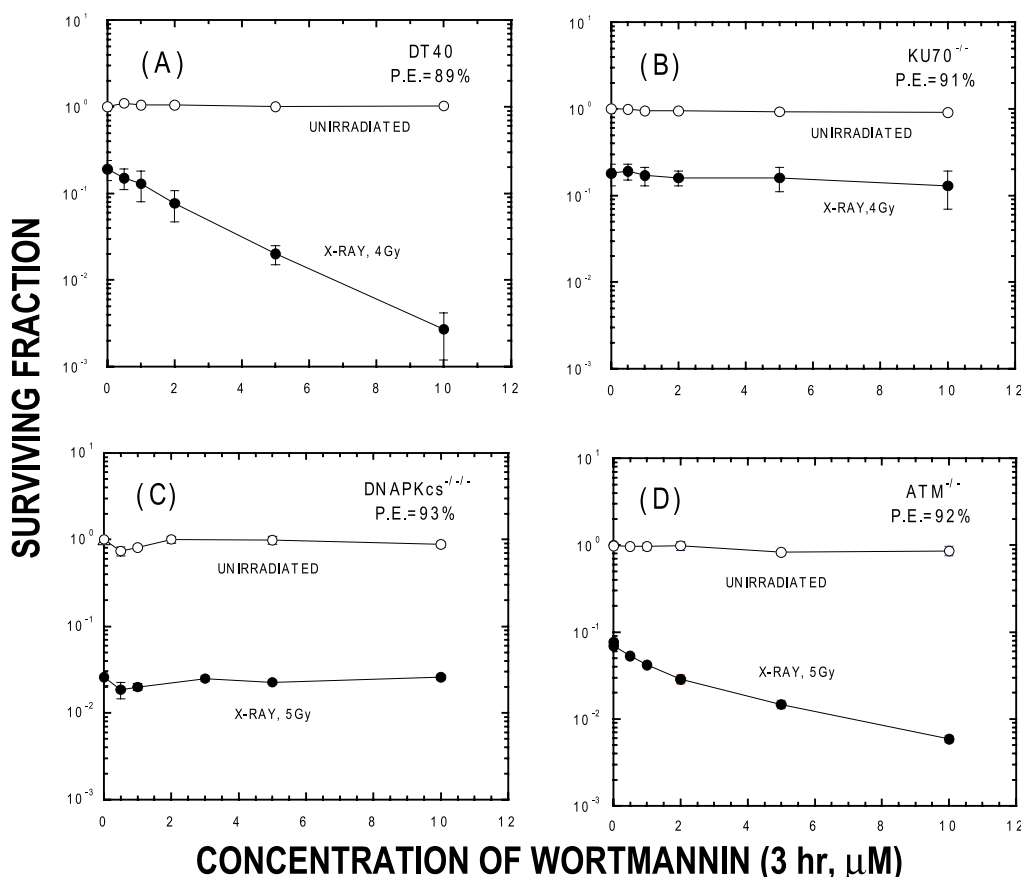 SURVIVING FRACTION
(A)
DT40
P.E.=89%
10¹
10⁰
10⁻¹
10⁻²
10⁻³
UNIRRADIATED
X-RAY, 4Gy
0 2 4 6 8 10 12
(B)
KU70⁻/⁻
P.E.=91%
10¹
10⁰
10⁻¹
10⁻²
10⁻³
UNIRRADIATED
X-RAY,4Gy
0 2 4 6 8 10 12
(C)
DNAPKcs⁻/⁻/⁻
P.E.=93%
10¹
10⁰
10⁻¹
10⁻²
10⁻³
UNIRRADIATED
X-RAY, 5Gy
0 2 4 6 8 10 12
(D)
ATM⁻/⁻
P.E.=92%
10¹
10⁰
10⁻¹
10⁻²
10⁻³
UNIRRADIATED
X-RAY, 5Gy
0 2 4 6 8 10 12
CONCENTRATION OF WORTMANNIN (3 hr, μM)